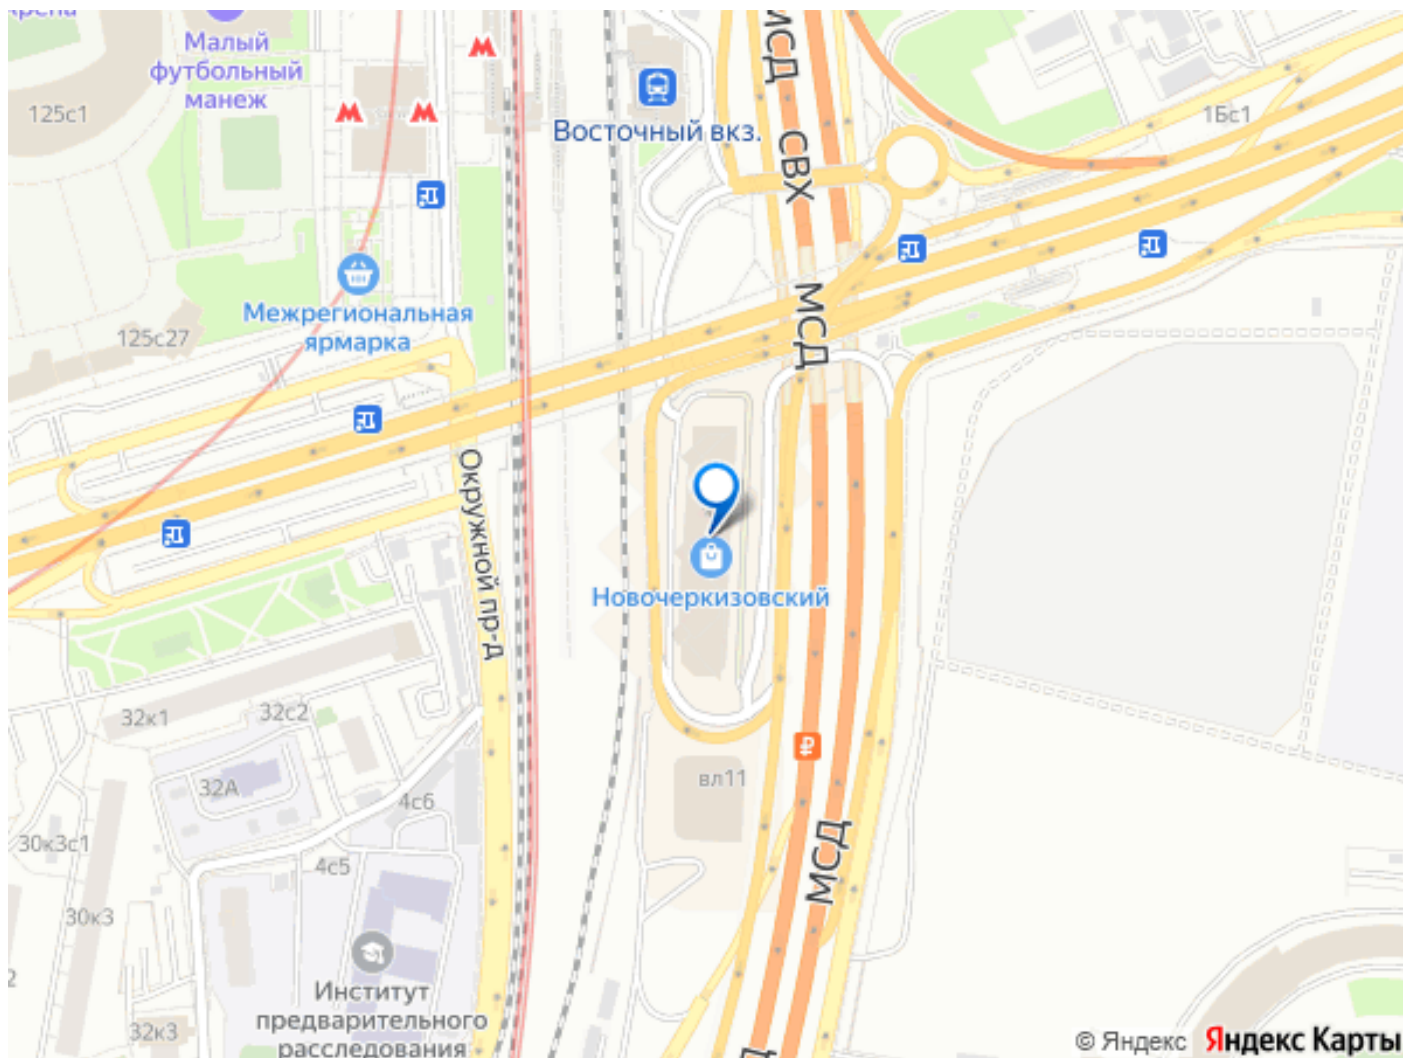 Малый
футбольный
манеж
125с1
Восточный вкз.
МСД
СВХ
1Бс1
Межрегиональная
ярмарка
125с27
МСД
Окружной пр-д
Новочеркизовский
32к1
32с2
32А
4с6
вл11
30к3с1
4с5
МСД
30к3
Институт
предварительного
расследования
32к3
© Яндекс Яндекс Карты